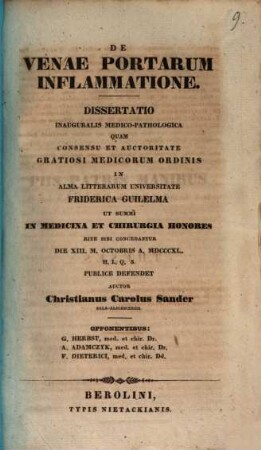 9.
DE
VENAE PORTARUM
INFLAMMATIONE.
DISSERTATIO
INAUGURALIS MEDICO-PATHOLOGICA
QUAM
CONSENSU ET AUCTORITATE
GRATIOSI MEDICORUM ORDINIS
IN
ALMA LITTERARUM UNIVERSITATE
FRIDERICA GUILELMA
UT SUMMI
IN MEDICINA ET CHIRURGIA HONORES
RITE SIBI CONCEDANTUR
DIE XIII. M. OCTOBRIS A. MDCCCXL.
H. L. Q. S.
PUBLICE DEFENDET
AUCTOR
Christianus Carolus Sander
OPPONENTIBUS:
G. HERBST, med. et chir. Dr.
A. ADAMCZYK, med. et chir. Dr.
F. DIETERICI, med. et chir. Dd.
BEROLINI,
TYPIS NIETACKIANIS.